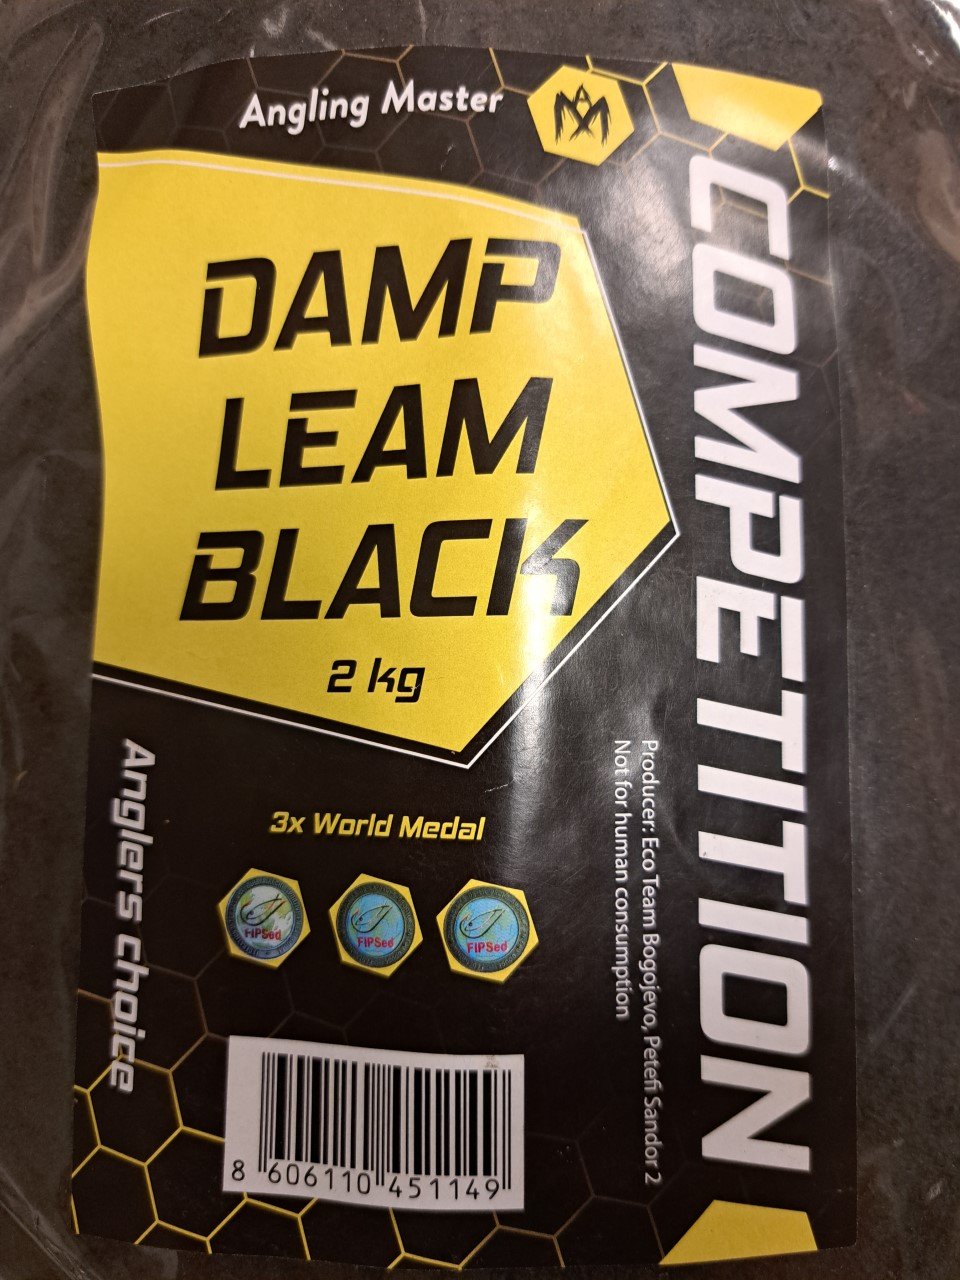 Angling Master
AM
DAMP
LEAM
BLACK
2 kg
COMPETITION
Producer: Eco Team Bogojevo, Petefi Sandor 2
Not for human consumption
Anglers choice
3x World Medal
FIPSed
FIPSed
FIPSed
8 606110 451149